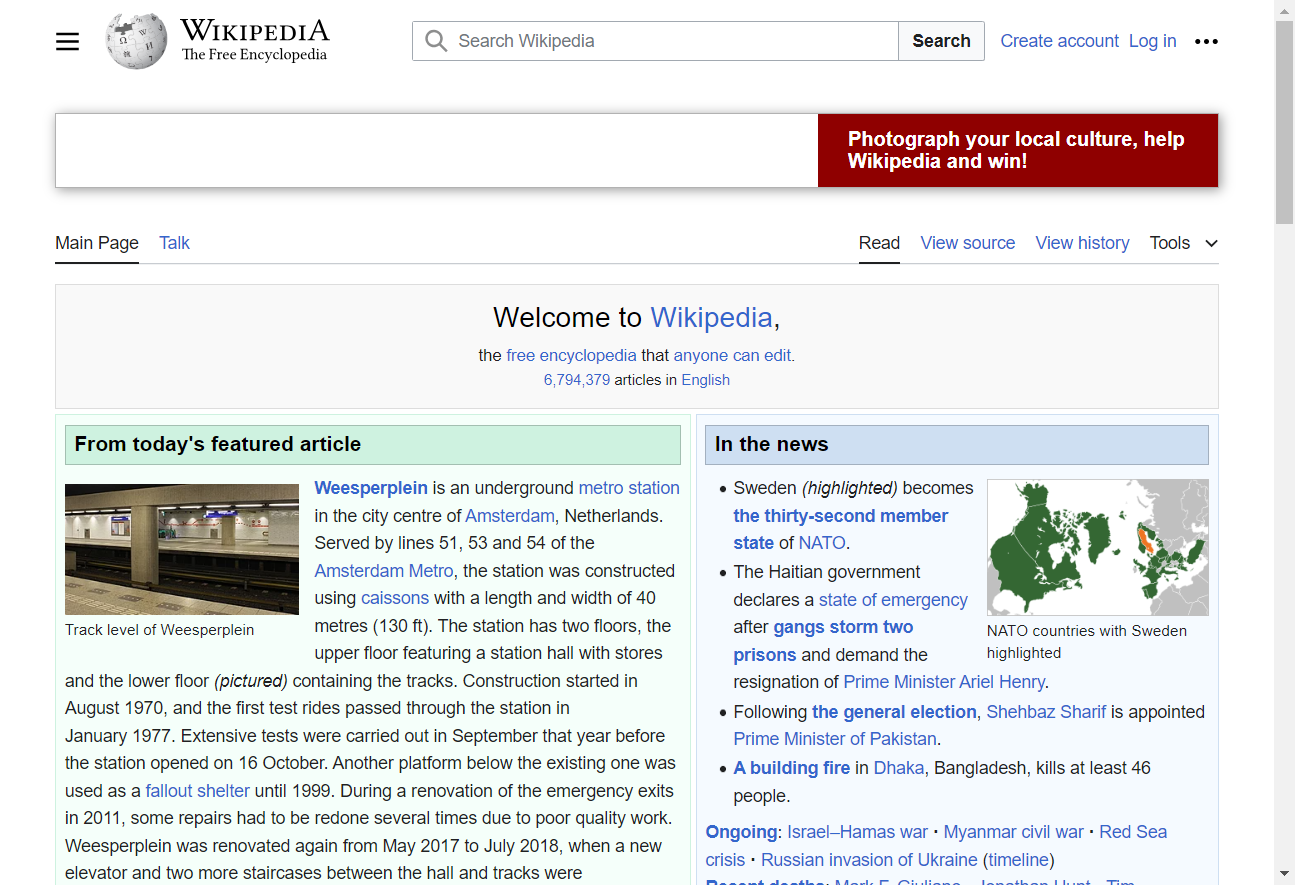 WIKIPEDIA
The Free Encyclopedia
Search Wikipedia
Search
Create account Log in
Photograph your local culture, help
Wikipedia and win!
Main Page Talk
Read View source View history Tools
Welcome to Wikipedia,
the free encyclopedia that anyone can edit.
6,794,379 articles in English
From today's featured article
Weesperplein is an underground metro station
in the city centre of Amsterdam, Netherlands.
Served by lines 51, 53 and 54 of the
Amsterdam Metro, the station was constructed
using caissons with a length and width of 40
metres (130 ft). The station has two floors, the
upper floor featuring a station hall with stores
Track level of Weesperplein
and the lower floor (pictured) containing the tracks. Construction started in
August 1970, and the first test rides passed through the station in
January 1977. Extensive tests were carried out in September that year before
the station opened on 16 October. Another platform below the existing one was
used as a fallout shelter until 1999. During a renovation of the emergency exits
in 2011, some repairs had to be redone several times due to poor quality work.
Weesperplein was renovated again from May 2017 to July 2018, when a new
elevator and two more staircases between the hall and tracks were
In the news
• Sweden (highlighted) becomes
the thirty-second member
state of NATO.
• The Haitian government
declares a state of emergency
after gangs storm two
prisons and demand the
resignation of Prime Minister Ariel Henry.
NATO countries with Sweden
highlighted
• Following the general election, Shehbaz Sharif is appointed
Prime Minister of Pakistan.
• A building fire in Dhaka, Bangladesh, kills at least 46
people.
Ongoing: Israel–Hamas war · Myanmar civil war · Red Sea
crisis · Russian invasion of Ukraine (timeline)
Recent deaths: Mark E. Giuliano · Jonathan Hunt · Tim